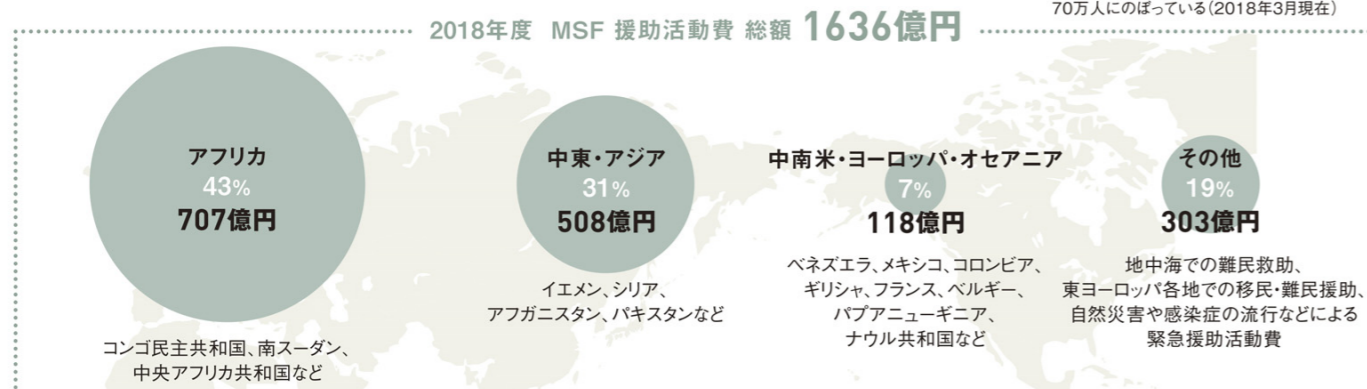 70万人にのぼっている(2018年3月現在)
2018年度 MSF 援助活動費 総額 1636億円
アフリカ
43%
707億円
コンゴ民主共和国、南スーダン、
中央アフリカ共和国など
中東・アジア
31%
508億円
イエメン、シリア、
アフガニスタン、パキスタンなど
中南米・ヨーロッパ・オセアニア
7%
118億円
ベネズエラ、メキシコ、コロンビア、
ギリシャ、フランス、ベルギー、
パプアニューギニア、
ナウル共和国など
その他
19%
303億円
地中海での難民救助、
東ヨーロッパ各地での移民・難民援助、
自然災害や感染症の流行などによる
緊急援助活動費